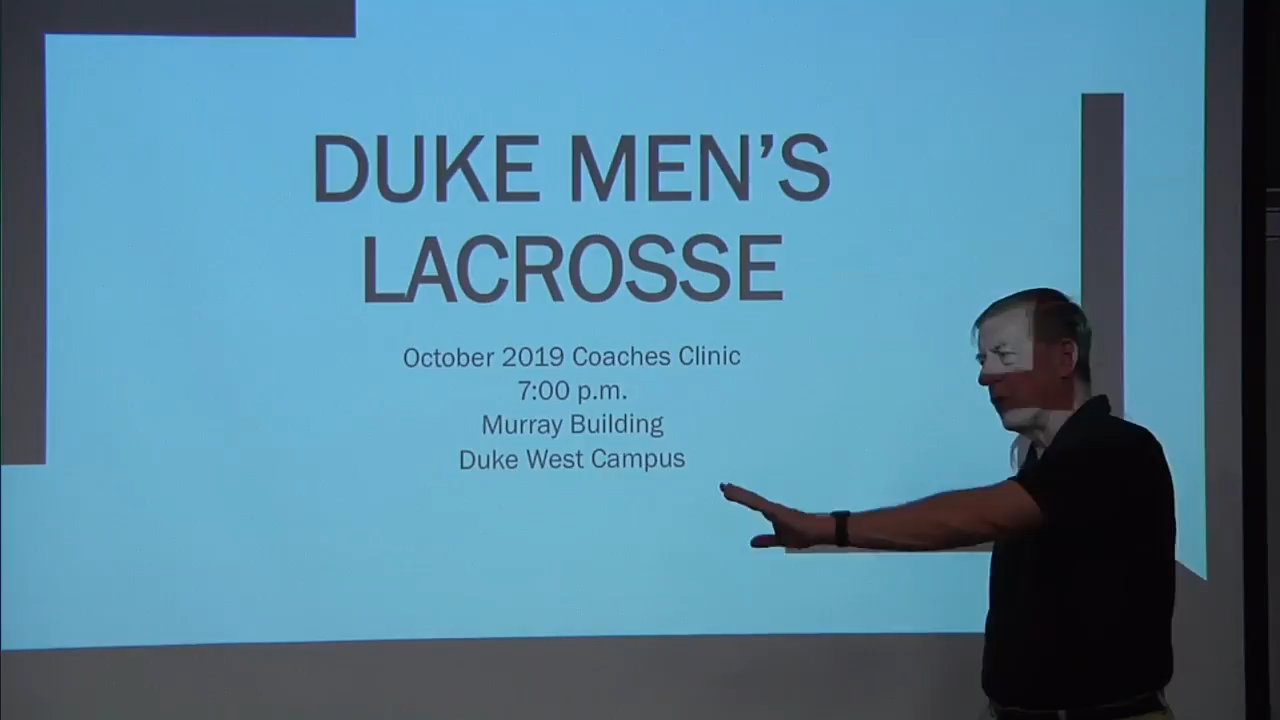 DUKE MEN'S
LACROSSE
October 2019 Coaches Clinic
7:00 p.m.
Murray Building
Duke West Campus